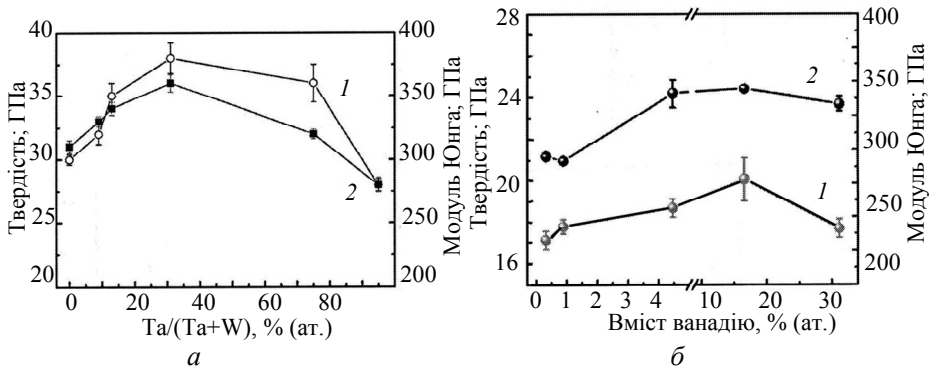 40
35
30
25
20
Твердість; ГПа
400
350
300
250
200
Модуль Юнга; ГПа
1
2
0 20 40 60 80 100
Ta/(Ta+W), % (ат.)
а
28
24
20
16
Твердість; ГПа
400
350
300
250
200
Модуль Юнга; ГПа
2
1
0 1 2 3 4 10 20 30
Вміст ванадію, % (ат.)
б